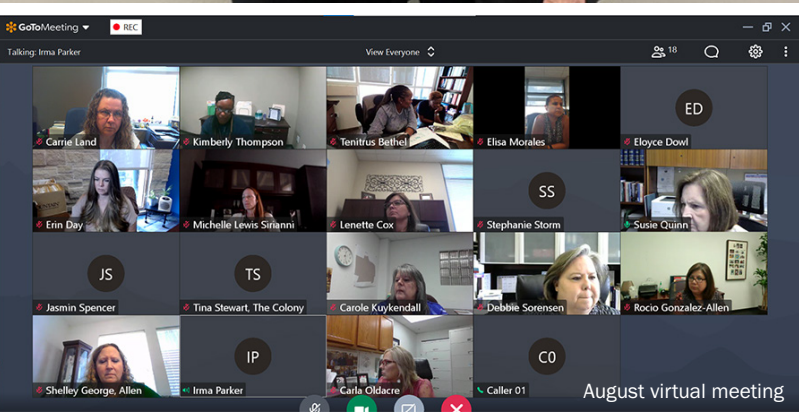 GoToMeeting
REC
Talking: Irma Parker
View Everyone
18
Carrie Land
Kimberly Thompson
Tenitrus Bethel
Elisa Morales
ED
Eloyce Dowl
Erin Day
Michelle Lewis Sirianni
Lenette Cox
SS
Stephanie Storm
Susie Quinn
JS
Jasmin Spencer
TS
Tina Stewart, The Colony
Carole Kuykendall
Debbie Sorensen
Rocio Gonzalez-Allen
Shelley George, Allen
IP
Irma Parker
Carla Oldacre
C0
Caller 01
August virtual meeting